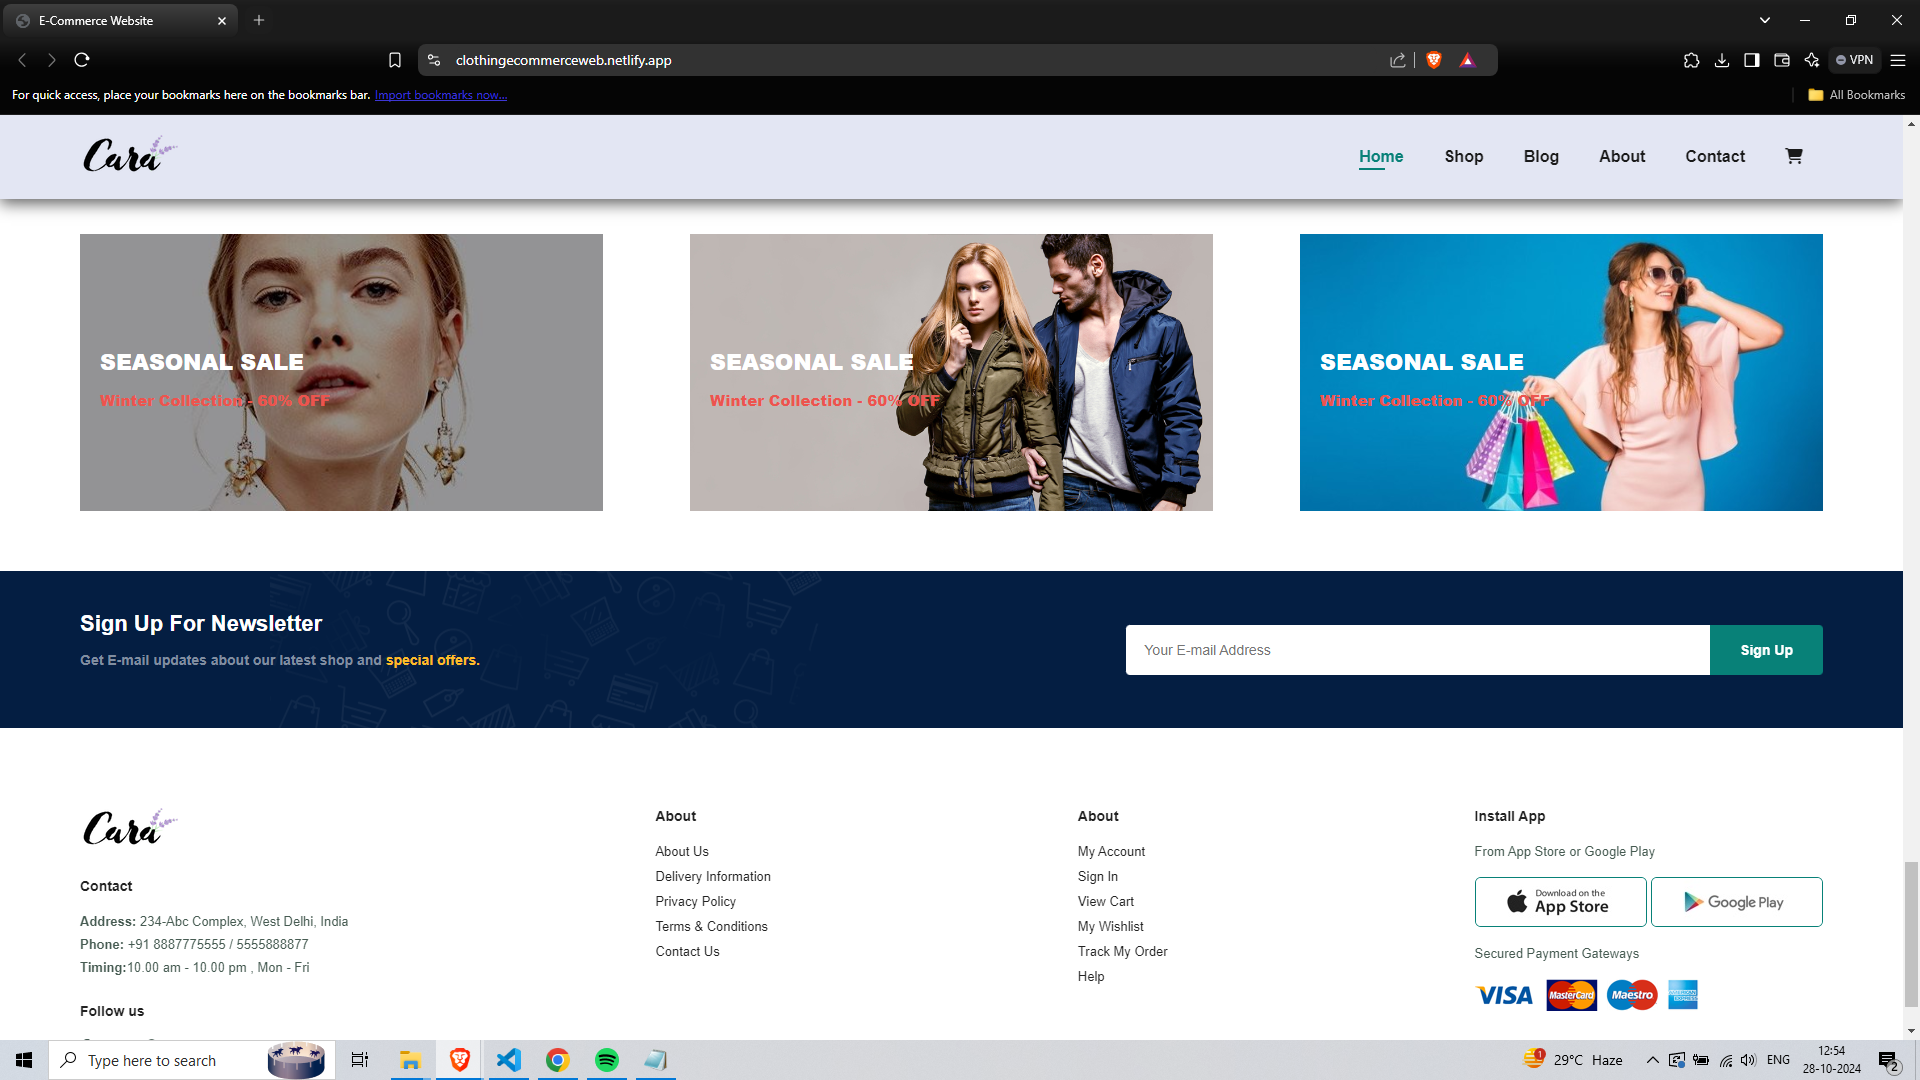 E-Commerce Website
clothingecommerceweb.netlify.app
VPN
For quick access, place your bookmarks here on the bookmarks bar. Import bookmarks now...
All Bookmarks
Cara
Home Shop Blog About Contact
SEASONAL SALE
Winter Collection - 60% OFF
SEASONAL SALE
Winter Collection - 60% OFF
SEASONAL SALE
Winter Collection - 60% OFF
Sign Up For Newsletter
Get E-mail updates about our latest shop and special offers.
Your E-mail Address
Sign Up
Cara
Contact
Address: 234-Abc Complex, West Delhi, India
Phone: +91 8887775555 / 5555888877
Timing:10.00 am - 10.00 pm , Mon - Fri
Follow us
About
About Us
Delivery Information
Privacy Policy
Terms & Conditions
Contact Us
About
My Account
Sign In
View Cart
My Wishlist
Track My Order
Help
Install App
From App Store or Google Play
Download on the
App Store
Google Play
Secured Payment Gateways
VISA MasterCard Maestro AMERICAN EXPRESS
Type here to search
1
29°C Haze
ENG
12:54
28-10-2024
2